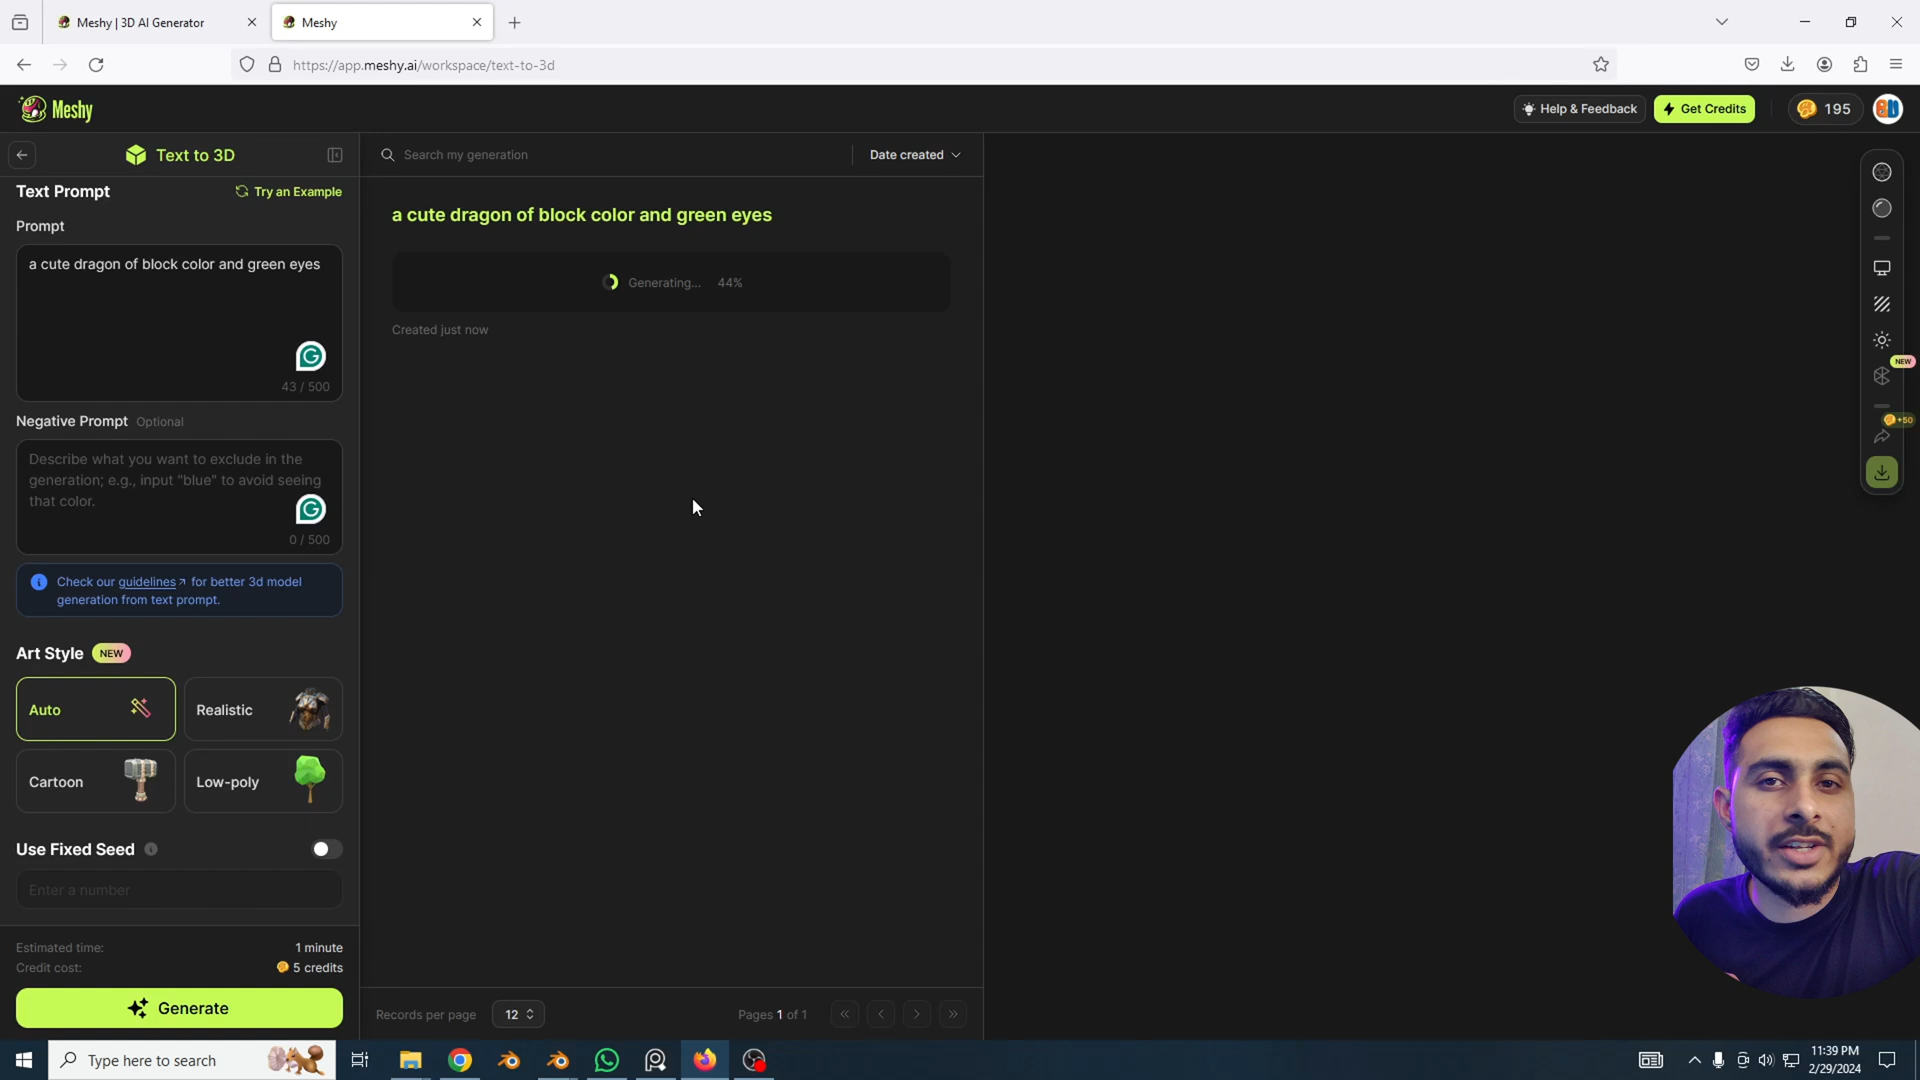 Meshy | 3D AI Generator
Meshy
https://app.meshy.ai/workspace/text-to-3d
Meshy
Help & Feedback
Get Credits
195
Text to 3D
Search my generation
Date created
Text Prompt
Try an Example
Prompt
a cute dragon of block color and green eyes
43 / 500
Negative Prompt Optional
Describe what you want to exclude in the
generation; e.g., input "blue" to avoid seeing
that color.
0 / 500
Check our guidelines↗ for better 3d model
generation from text prompt.
Art Style NEW
Auto
Realistic
Cartoon
Low-poly
Use Fixed Seed
Enter a number
Estimated time: 1 minute
Credit cost: 5 credits
Generate
a cute dragon of block color and green eyes
Generating... 44%
Created just now
Records per page 12
Pages 1 of 1
NEW
+50
Type here to search
11:39 PM
2/29/2024